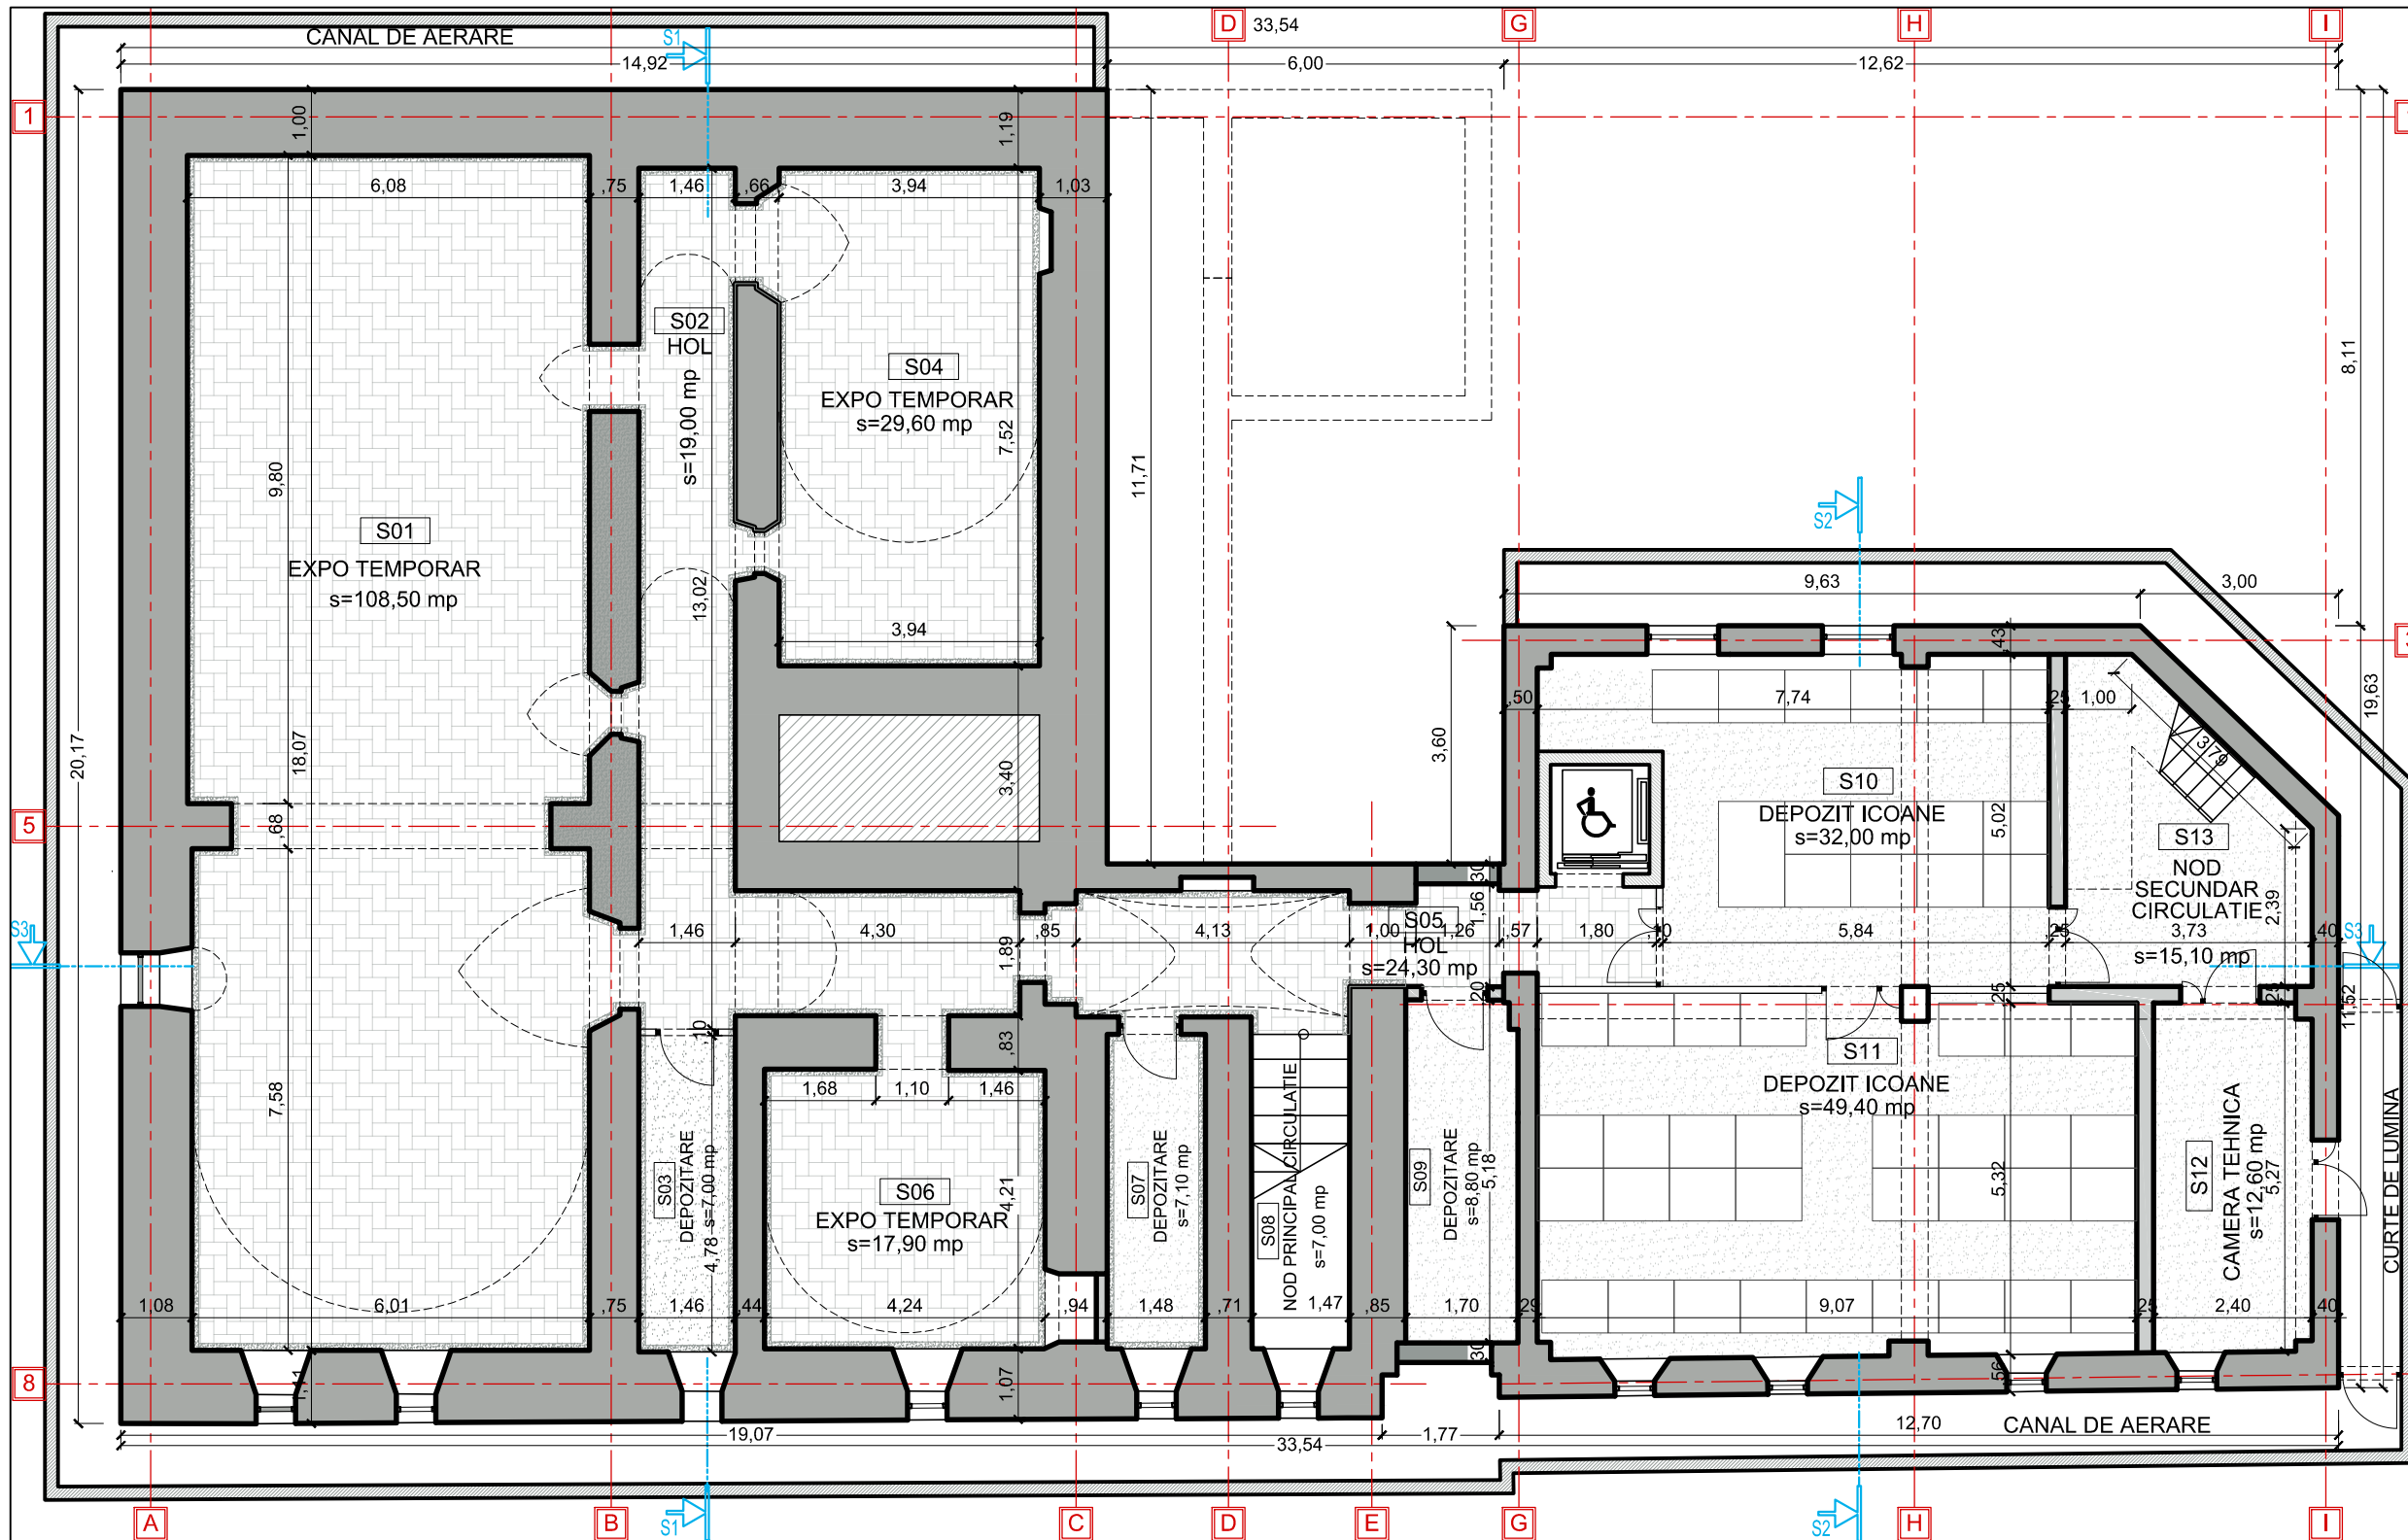 D
33,54
G
H
I
CANAL DE AERARE
S1
14,92
6,00
12,62
1
1,00
1,19
6,08
,75
1,46
,66
3,94
1,03
8,11
S02
HOL
s=19,00 mp
S04
EXPO TEMPORAR
s=29,60 mp
7,52
9,80
11,71
S2
S01
EXPO TEMPORAR
s=108,50 mp
13,02
3,94
9,63
3,00
,43
3
19,63
,50
7,74
,25
1,00
20,17
18,07
3,40
3,60
3,79
S10
DEPOZIT ICOANE
s=32,00 mp
5,02
5
,68
S13
NOD
SECUNDAR
CIRCULATIE
s=15,10 mp
2,39
,30
1,56
S05
HOL
s=24,30 mp
S3
1,46
4,30
,85
4,13
1,00
1,26
,57
1,80
,10
5,84
,25
3,73
,40
S3
1,89
,20
,25
,25
11,52
,10
,83
S11
DEPOZIT ICOANE
s=49,40 mp
1,68
1,10
1,46
7,58
S03
DEPOZITARE
s=7,00 mp
4,78
S06
EXPO TEMPORAR
s=17,90 mp
4,21
S07
DEPOZITARE
s=7,10 mp
S08
NOD PRINCIPAL CIRCULATIE
s=7,00 mp
S09
DEPOZITARE
s=8,80 mp
5,18
5,32
S12
CAMERA TEHNICA
s=12,60 mp
5,27
CURTE DE LUMINA
1,08
6,01
,75
1,46
,44
4,24
,94
1,48
,71
1,47
,85
1,70
,29
9,07
,25
2,40
,40
8
1,07
,30
,56
19,07
1,77
12,70
CANAL DE AERARE
33,54
A
B
S1
C
D
E
G
S2
H
I